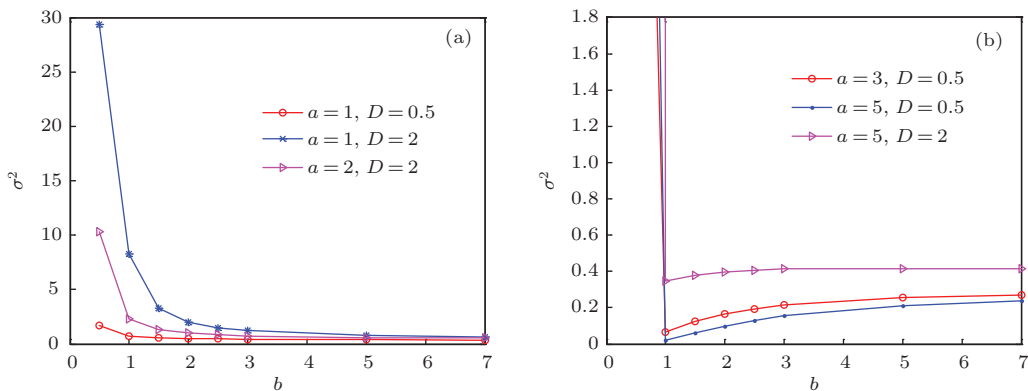 30
25
20
15
10
5
0
σ²
(a)
a=1, D=0.5
a=1, D=2
a=2, D=2
0 1 2 3 4 5 6 7
b
1.8
1.6
1.4
1.2
1.0
0.8
0.6
0.4
0.2
0
σ²
(b)
a=3, D=0.5
a=5, D=0.5
a=5, D=2
0 1 2 3 4 5 6 7
b